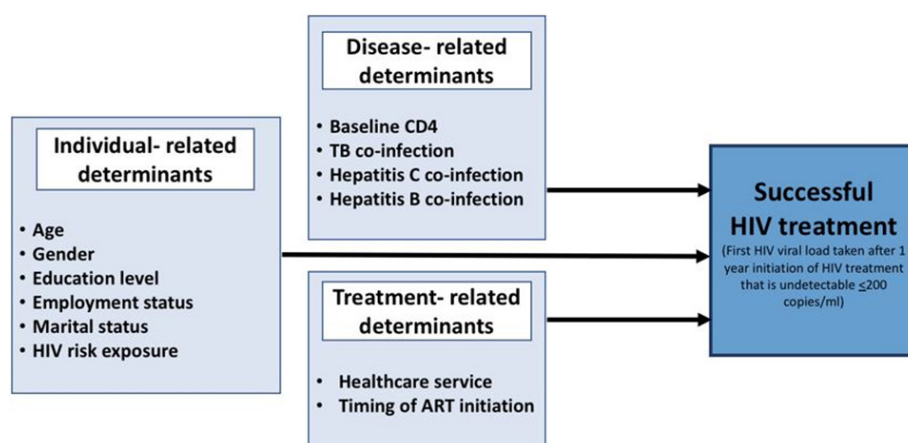 Individual- related
determinants
• Age
• Gender
• Education level
• Employment status
• Marital status
• HIV risk exposure
Disease- related
determinants
• Baseline CD4
• TB co-infection
• Hepatitis C co-infection
• Hepatitis B co-infection
Treatment- related
determinants
• Healthcare service
• Timing of ART initiation
Successful
HIV treatment
(First HIV viral load taken after 1
year initiation of HIV treatment
that is undetectable ≤200
copies/ml)